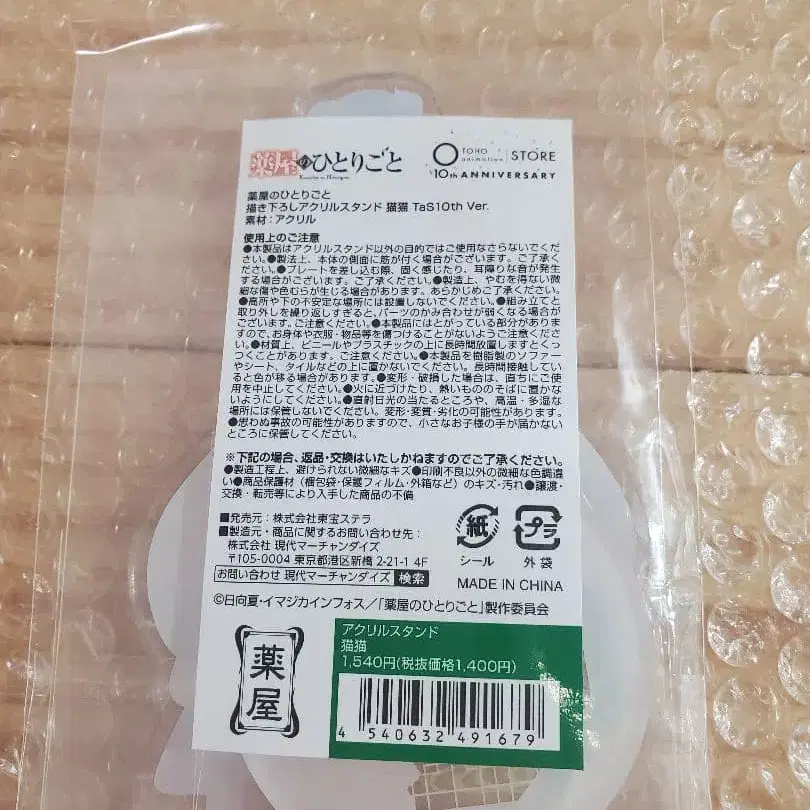 薬屋のひとりごと
TOHO animation STORE
10th ANNIVERSARY
薬屋のひとりごと
描き下ろしアクリルスタンド 猫猫 TaS10th Ver.
素材：アクリル
使用上のご注意
●本製品はアクリルスタンド以外の目的ではご使用なさらないでくだ
さい。●製法上、本体の側面に筋が付く場合がございます。ご了承く
ださい。●プレートを差し込む際、固く感じたり、耳障りな音が発生
する場合がございます。ご了承ください。●製造上、やむを得ない微
細な傷や色むらが生じる場合があります。あらかじめご了承ください。
●高所や下の不安定な場所には設置しないでください。●組み立てと
取り外しを繰り返しすぎると、パーツのかみ合わせが弱くなる場合が
ございます。ご注意ください。●本製品にはとがっている部分がありま
すので、お身体や衣服・物品等を傷つけることがないようご注意くださ
い。●材質上、ビニールやプラスチックの上に長時間放置しますとくっ
つくことがあります。ご注意ください。●本製品を樹脂製のソファー
やシート、タイルなどの上に置かないでください。長時間接触している
と色が移る場合があります。●変形・破損した場合は、直ちにご使
用を中止してください。●火に近づけたり、熱いもののそばに置かな
いようにしてください。●直射日光の当たるところや、高温・多湿な
場所には保管しないでください。変形・変質・劣化の可能性があります。
●思わぬ事故の可能性がありますので、小さなお子様の手が届かない
ところに保管してください。
※下記の場合、返品・交換はいたしかねますのでご了承ください。
●製造工程上、避けられない微細なキズ●印刷不良以外の微細な色調違
い●商品保護材（梱包袋・保護フィルム・外箱など）のキズ・汚れ●譲渡・
交換・転売等により入手した商品の不備
■発売元：株式会社東宝ステラ
■製造元・商品に関するお問い合わせ先：
株式会社 現代マーチャンダイズ
〒105-0004 東京都港区新橋 2-21-1 4F
お問い合わせ 現代マーチャンダイズ 検索
紙 プラ
シール 外袋
MADE IN CHINA
©日向夏・イマジカインフォス／「薬屋のひとりごと」製作委員会
薬屋
アクリルスタンド
猫猫
1,540円(税抜価格1,400円)
4 540632 491679